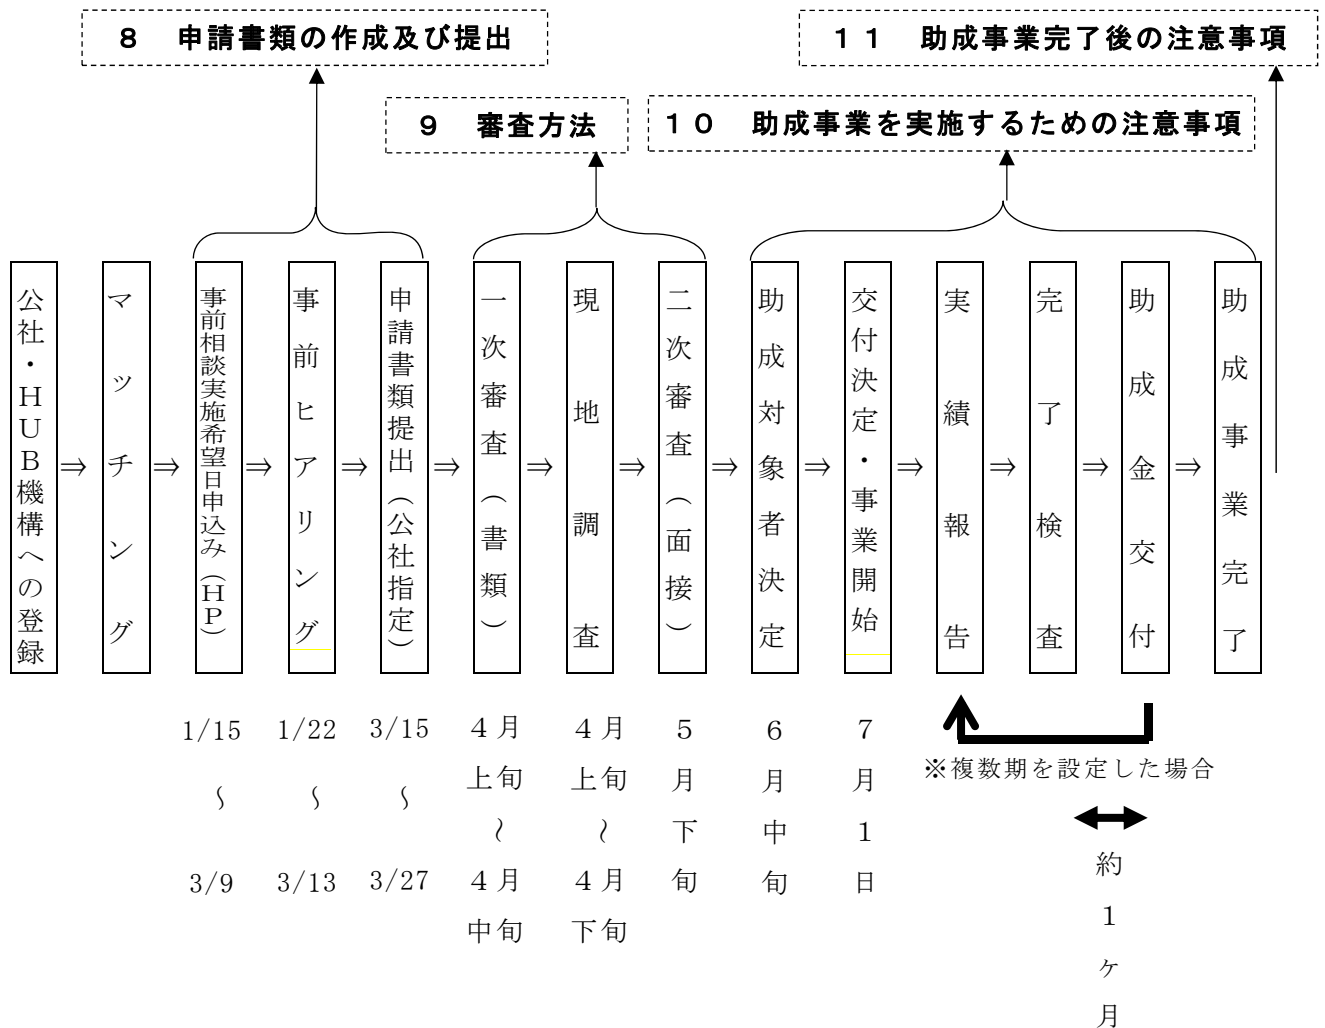 8 申請書類の作成及び提出
11 助成事業完了後の注意事項
9 審査方法
10 助成事業を実施するための注意事項
公社・HUB機構への登録
⇒
マッチング
⇒
事前相談実施希望日申込み(HP)
⇒
事前ヒアリング
⇒
申請書類提出(公社指定)
⇒
一次審査(書類)
⇒
現地調査
⇒
二次審査(面接)
⇒
助成対象者決定
⇒
交付決定・事業開始
⇒
実績報告
⇒
完了検査
⇒
助成金交付
⇒
助成事業完了
1/15～3/9
1/22～3/13
3/15～3/27
4月上旬～4月中旬
4月上旬～4月下旬
5月下旬
6月中旬
7月1日
※複数期を設定した場合
約1ヶ月